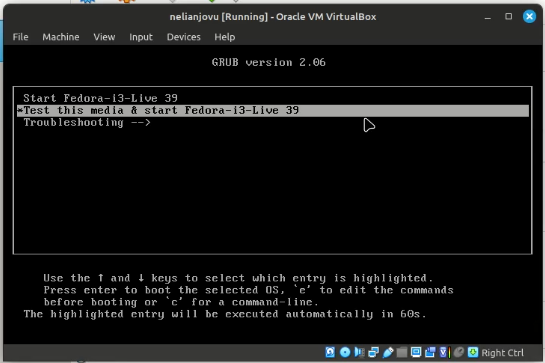 nelianjovu [Running] - Oracle VM VirtualBox
File Machine View Input Devices Help
GRUB version 2.06
Start Fedora-i3-Live 39
*Test this media & start Fedora-i3-Live 39
Troubleshooting -->
Use the ↑ and ↓ keys to select which entry is highlighted.
Press enter to boot the selected OS, `e' to edit the commands
before booting or `c' for a command-line.
The highlighted entry will be executed automatically in 60s.
Right Ctrl